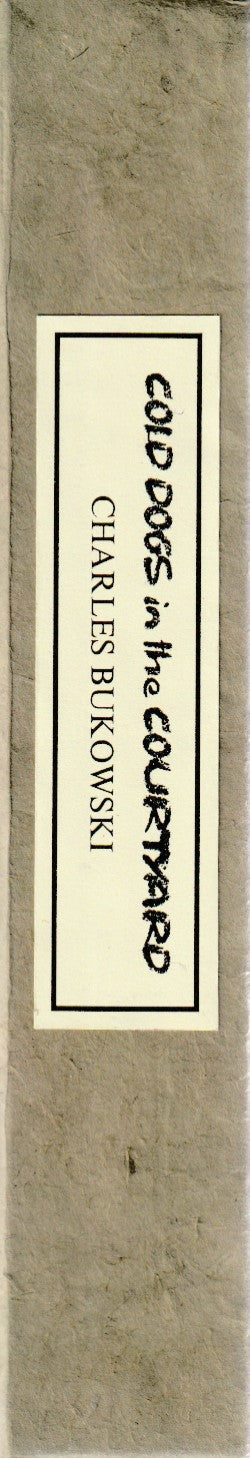 COLD DOGS in the COURTYARD
CHARLES BUKOWSKI